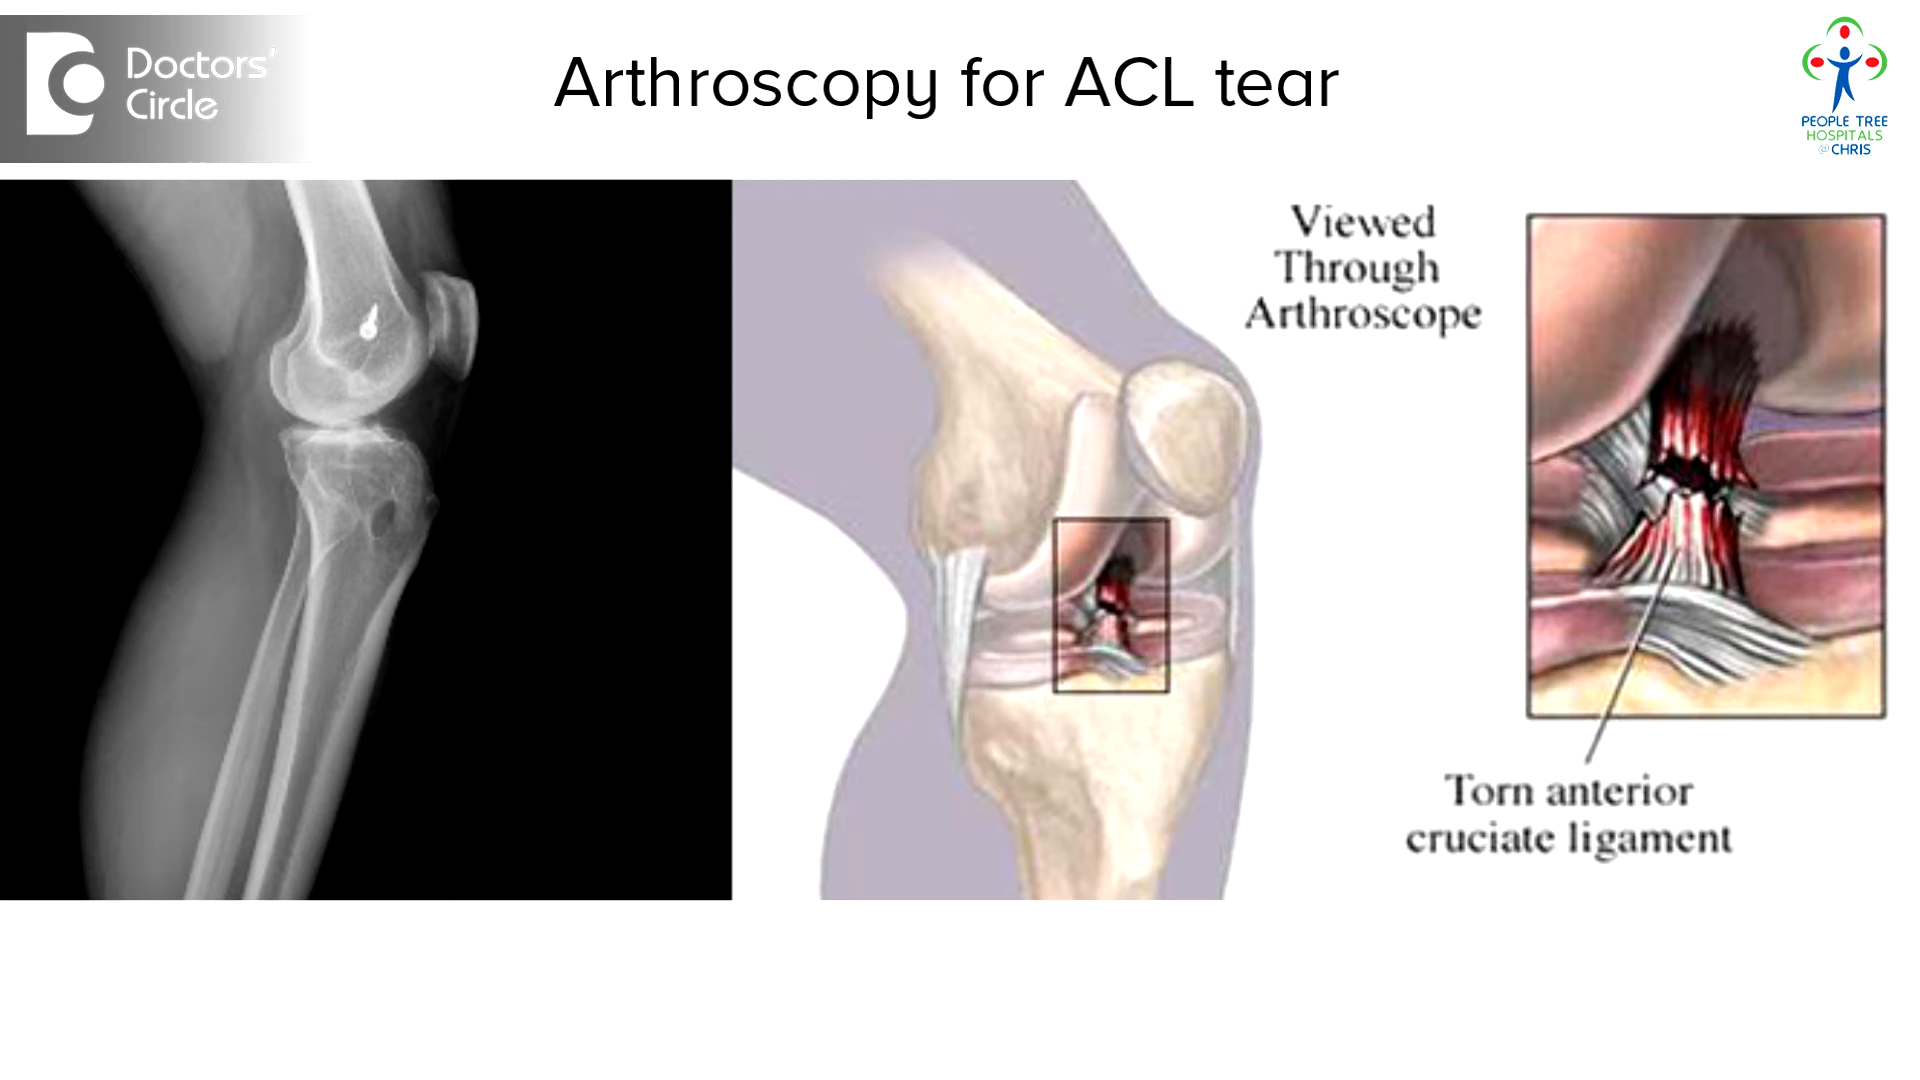 Doctors'
Circle
Arthroscopy for ACL tear
PEOPLE TREE
HOSPITALS
@ CHRIS
Viewed
Through
Arthroscope
Torn anterior
cruciate ligament